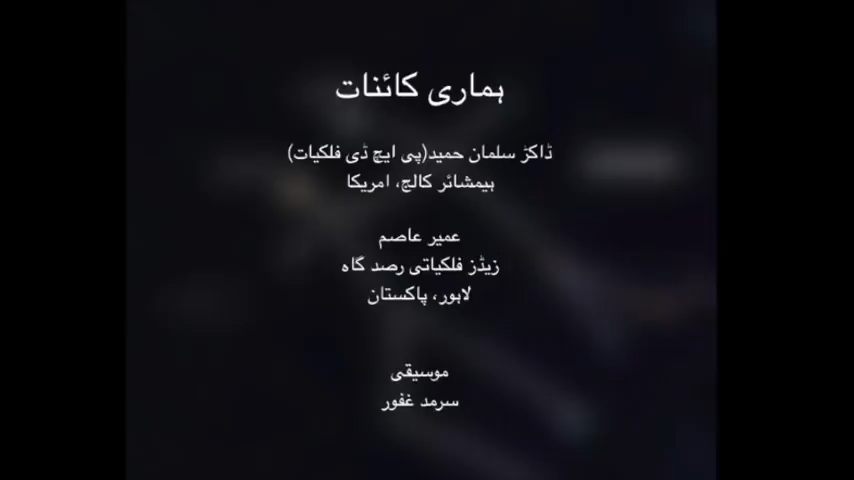 ہماری کائنات
ڈاکڑ سلمان حمید(پی ایچ ڈی فلکیات)
ہیمشائر کالج، امریکا
عمیر عاصم
زیڈز فلکیاتی رصد گاہ
لاہور، پاکستان
موسیقی
سرمد غفور